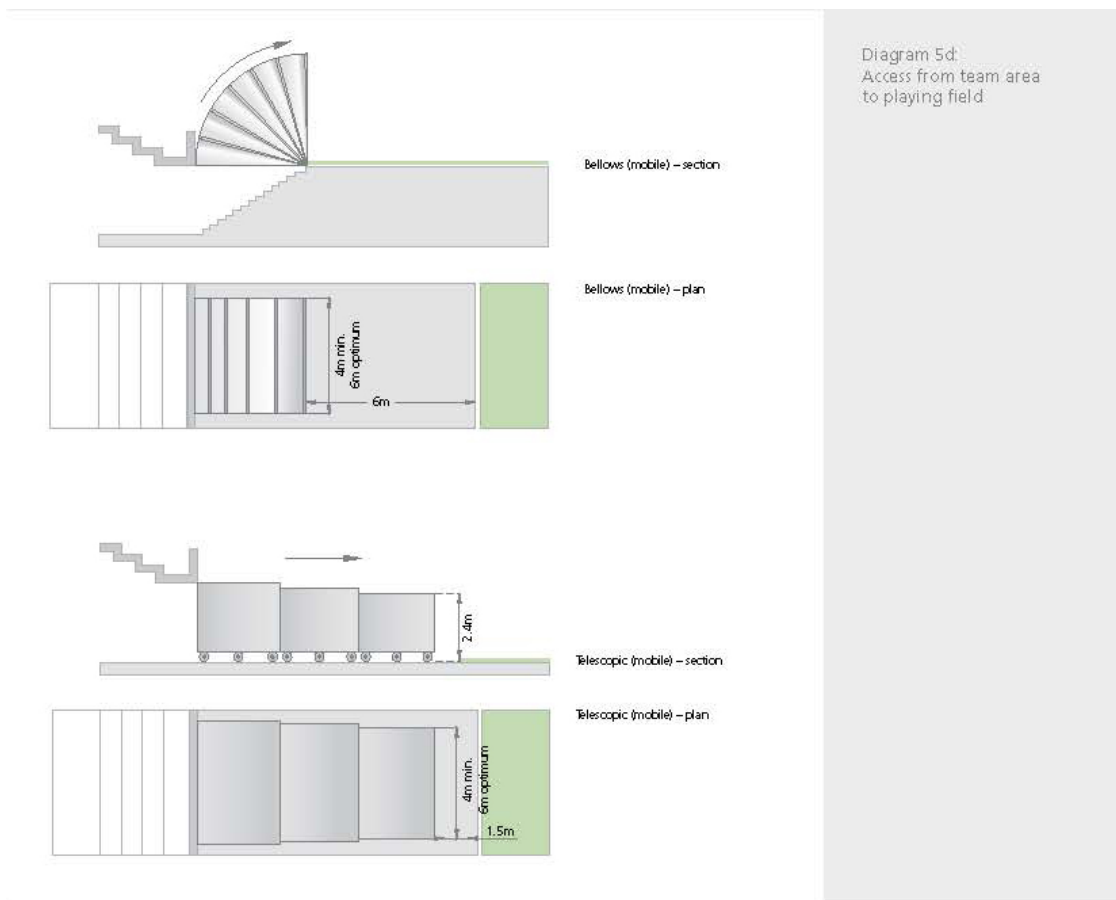 Diagram 5d:
Access from team area
to playing field
Bellows (mobile) – section
Bellows (mobile) – plan
4m min.
6m optimum
6m
2.4m
Telescopic (mobile) – section
Telescopic (mobile) – plan
4m min.
6m optimum
1.5m